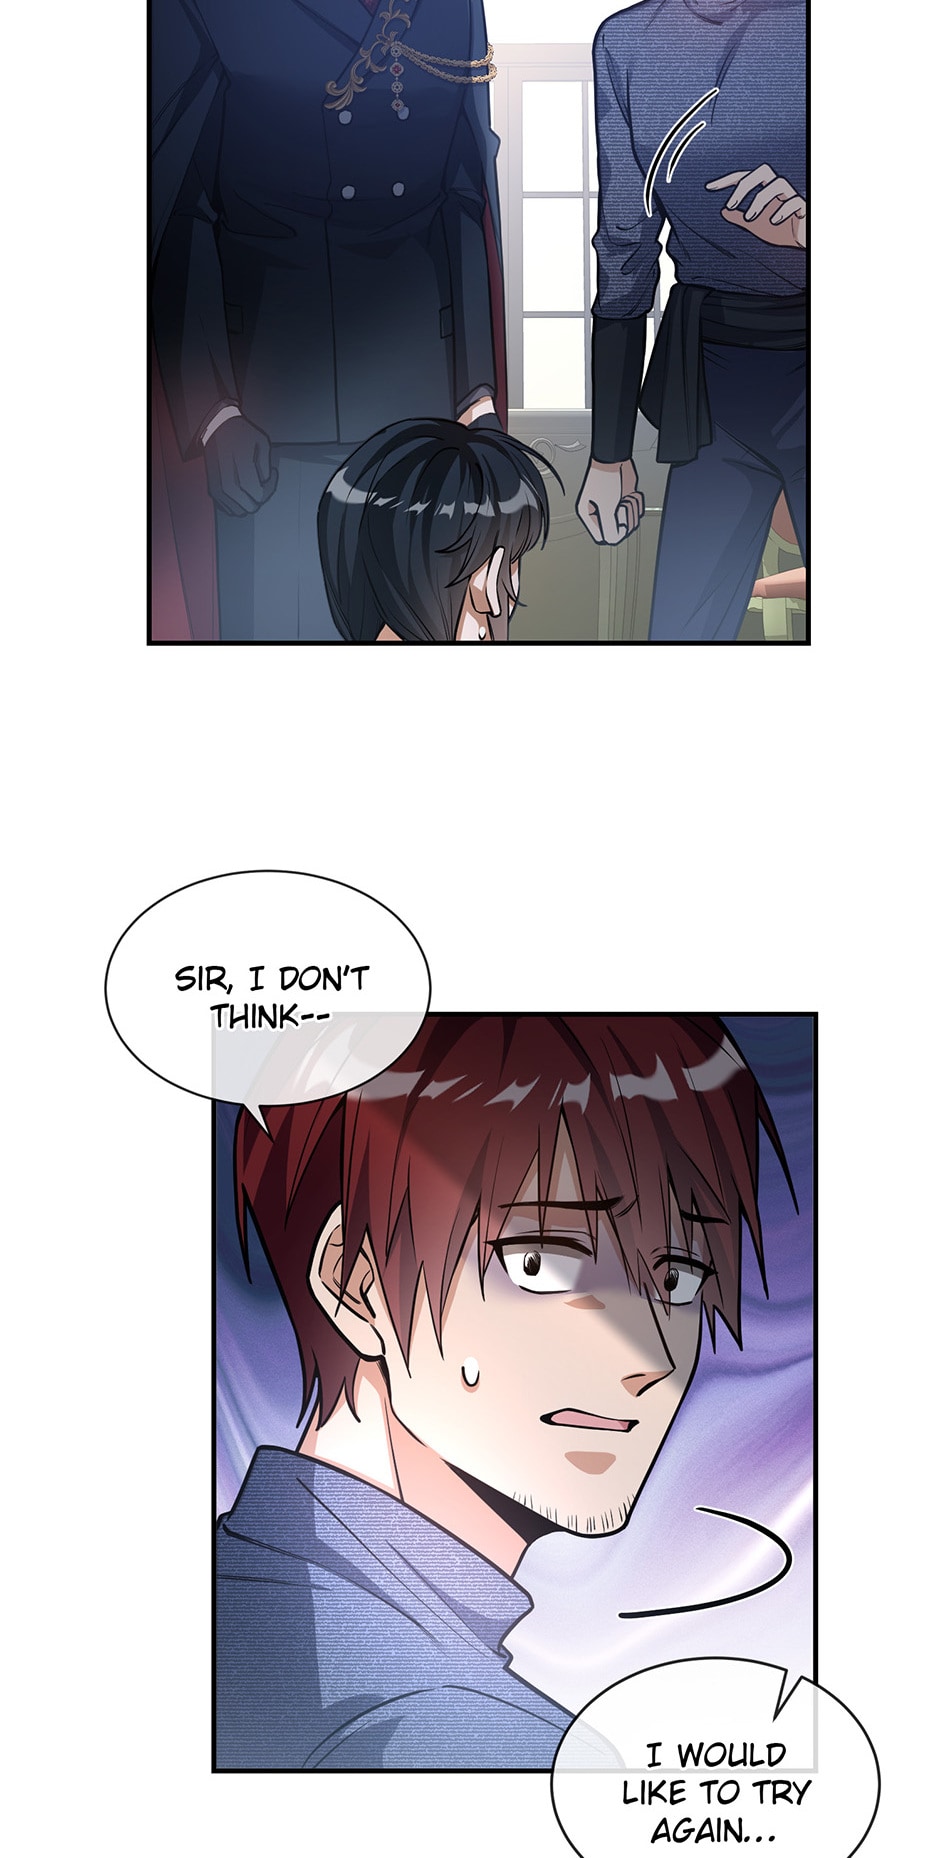 SIR, I DON'T
THINK--
I WOULD
LIKE TO TRY
AGAIN...